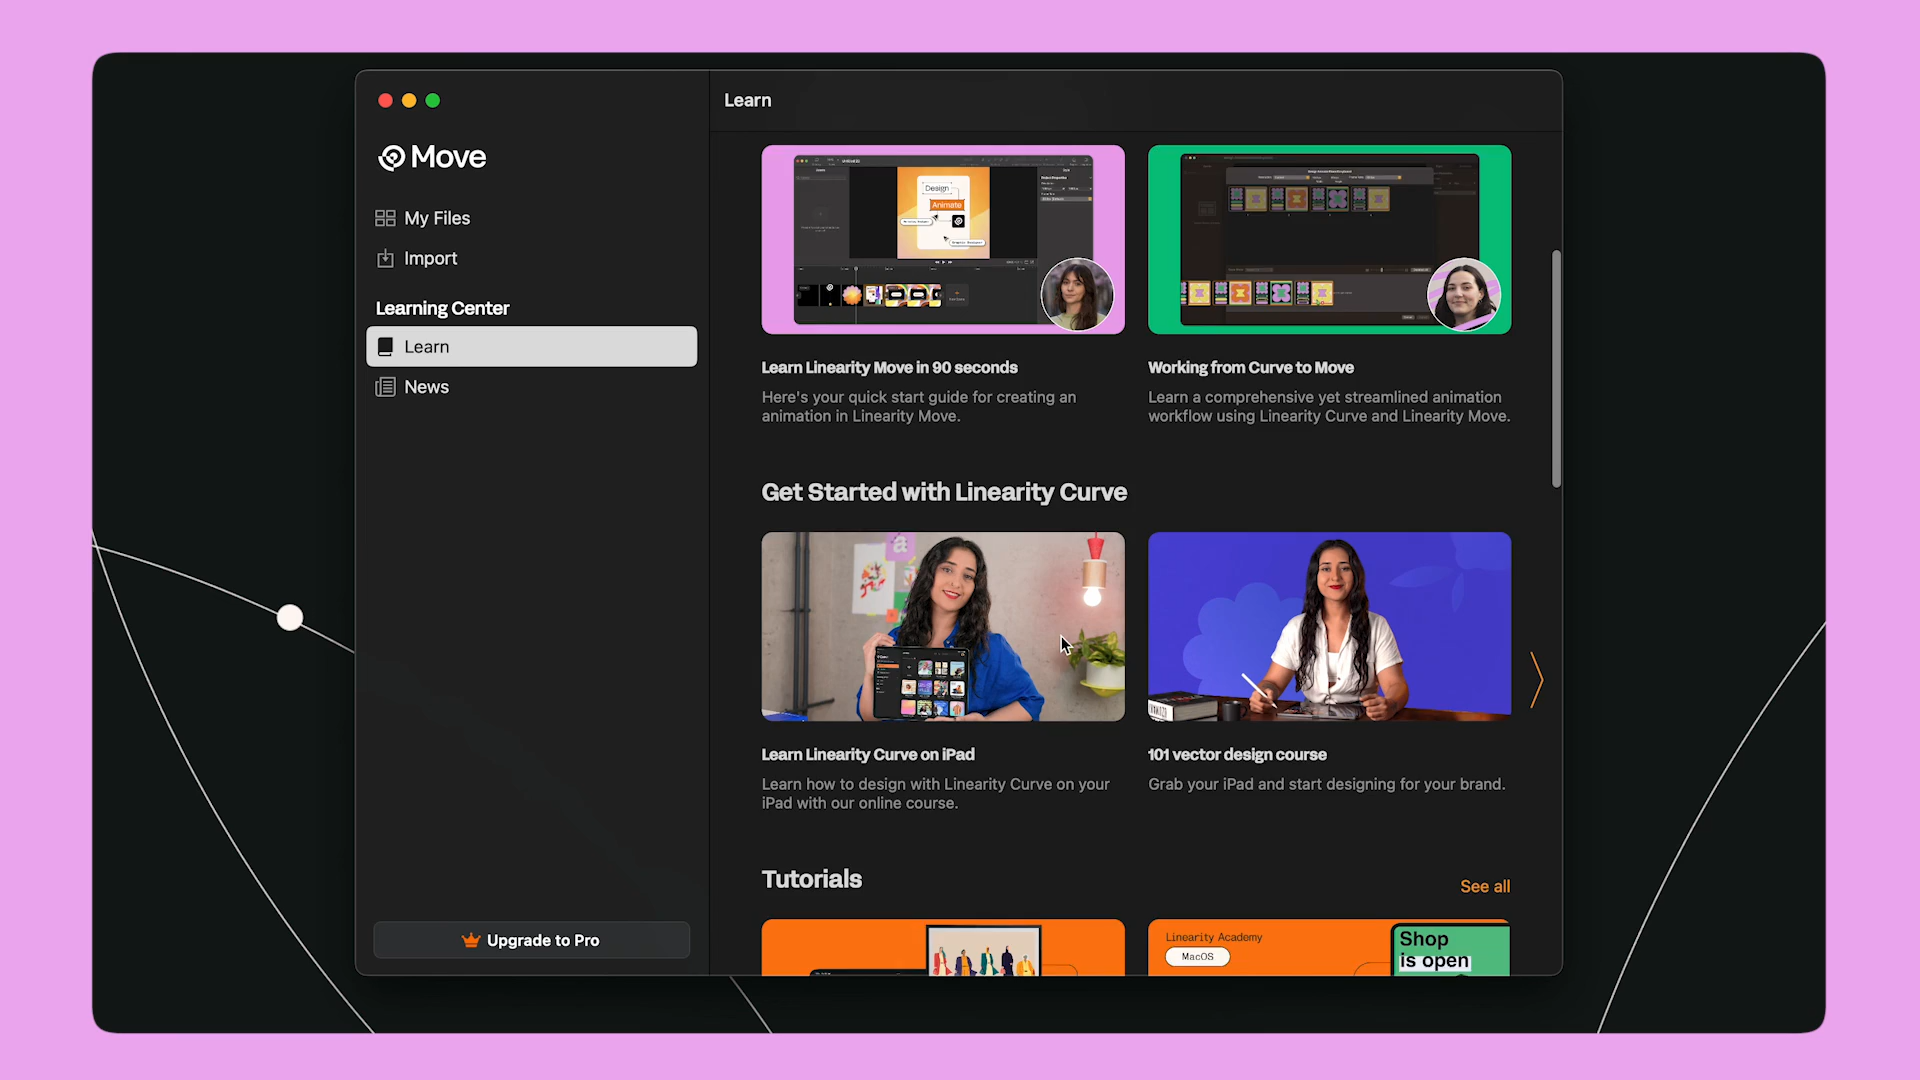 Learn
Move
My Files
Import
Learning Center
Learn
News
Upgrade to Pro
Design
Animate
Learn Linearity Move in 90 seconds
Here's your quick start guide for creating an
animation in Linearity Move.
Working from Curve to Move
Learn a comprehensive yet streamlined animation
workflow using Linearity Curve and Linearity Move.
Get Started with Linearity Curve
a
Learn Linearity Curve on iPad
Learn how to design with Linearity Curve on your
iPad with our online course.
101 vector design course
Grab your iPad and start designing for your brand.
Tutorials
See all
Linearity Academy
MacOS
Shop
is open